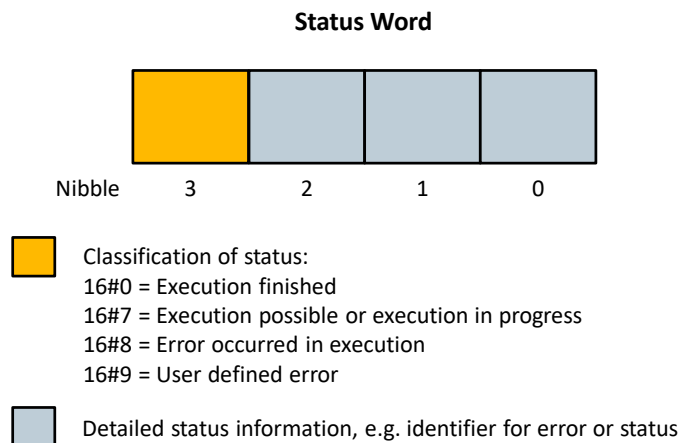 Status Word
Nibble 3 2 1 0
Classification of status:
16#0 = Execution finished
16#7 = Execution possible or execution in progress
16#8 = Error occurred in execution
16#9 = User defined error
Detailed status information, e.g. identifier for error or status